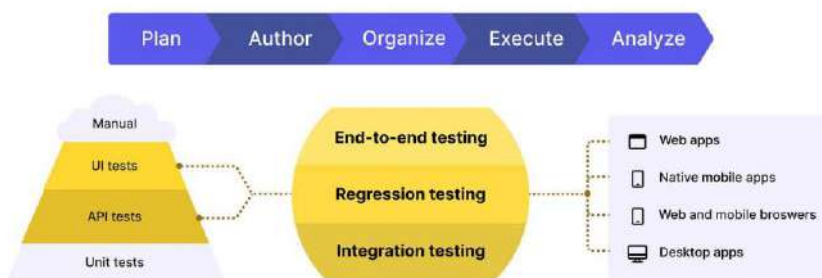 Plan Author Organize Execute Analyze
Manual
UI tests
API tests
Unit tests
End-to-end testing
Regression testing
Integration testing
Web apps
Native mobile apps
Web and mobile broswers
Desktop apps